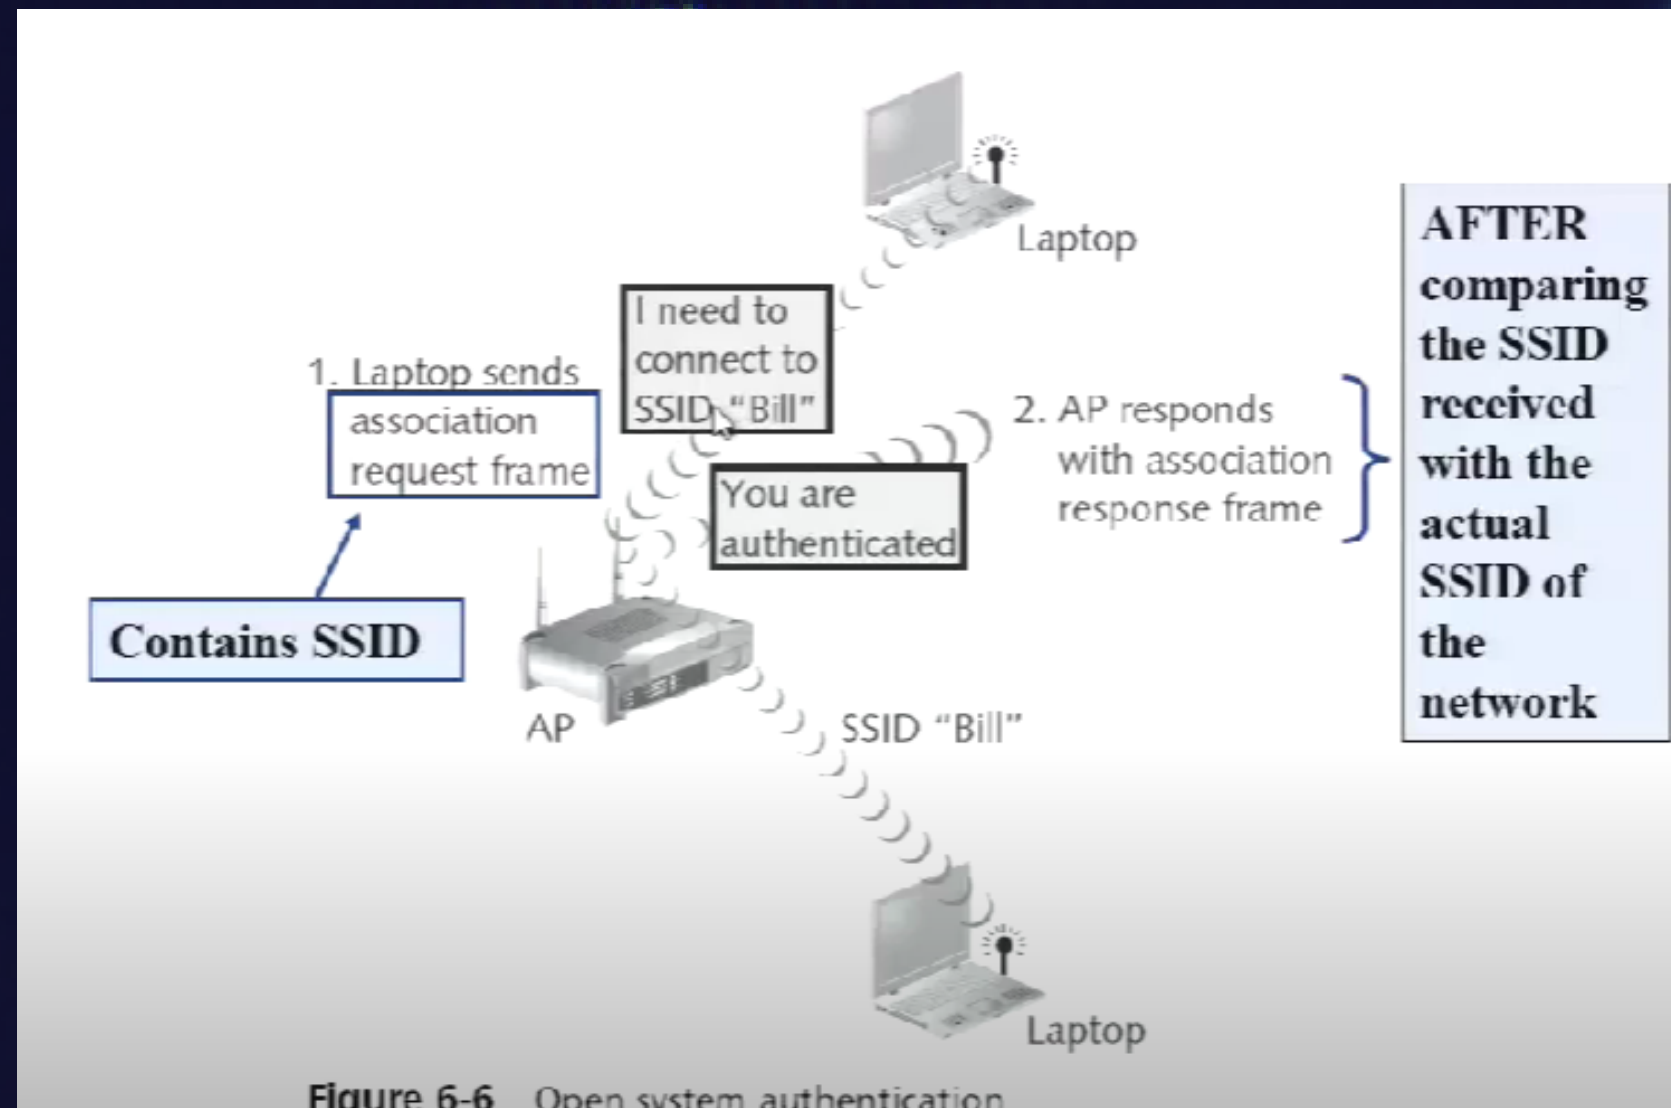 Laptop
I need to
connect to
SSID “Bill”
1. Laptop sends
association
request frame
2. AP responds
with association
response frame
You are
authenticated
AFTER
comparing
the SSID
received
with the
actual
SSID of
the
network
Contains SSID
AP
SSID “Bill”
Laptop
Figure 6-6 Open system authentication